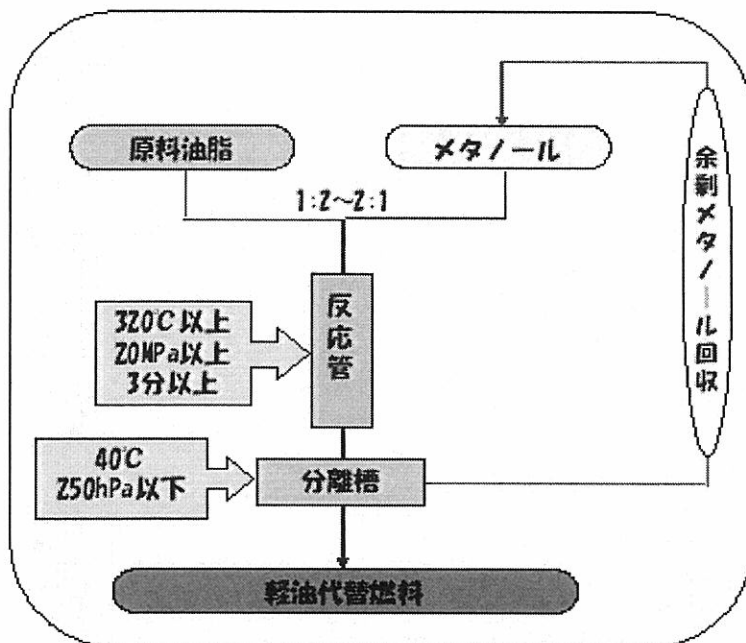 原料油脂
メタノール
1:2〜2:1
余剰メタノール回収
反応管
320℃以上
20MPa以上
3分以上
40℃
250hPa以下
分離槽
軽油代替燃料